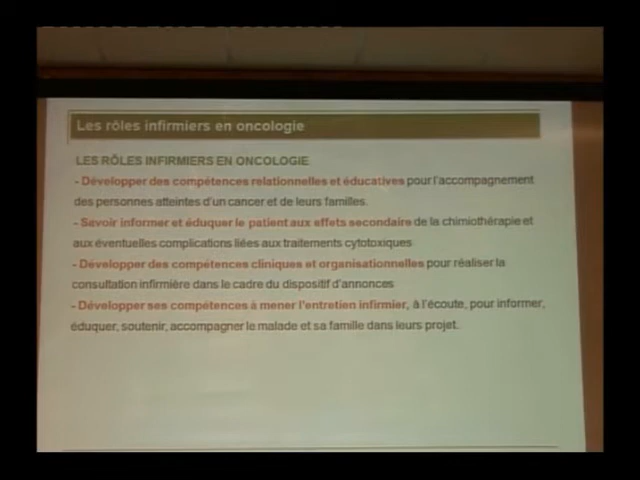 Les rôles infirmiers en oncologie
LES RÔLES INFIRMIERS EN ONCOLOGIE
- Développer des compétences relationnelles et éducatives pour l'accompagnement
des personnes atteintes d'un cancer et de leurs familles.
- Savoir informer et éduquer le patient aux effets secondaire de la chimiothérapie et
aux éventuelles complications liées aux traitements cytotoxiques
- Développer des compétences cliniques et organisationnelles pour réaliser la
consultation infirmière dans le cadre du dispositif d'annonces
- Développer ses compétences à mener l'entretien infirmier, à l'écoute, pour informer,
éduquer, soutenir, accompagner le malade et sa famille dans leurs projet.